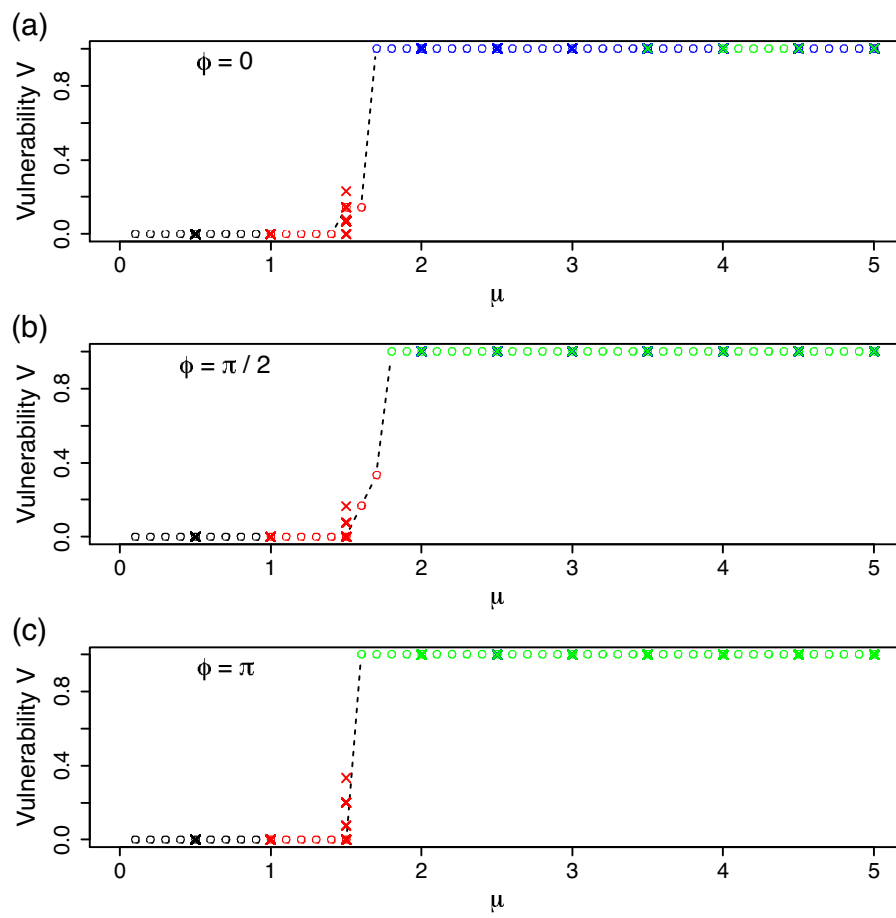 (a)
ϕ = 0
Vulnerability V
0.0 0.4 0.8
0 1 2 3 4 5
μ
(b)
ϕ = π / 2
Vulnerability V
0.0 0.4 0.8
0 1 2 3 4 5
μ
(c)
ϕ = π
Vulnerability V
0.0 0.4 0.8
0 1 2 3 4 5
μ